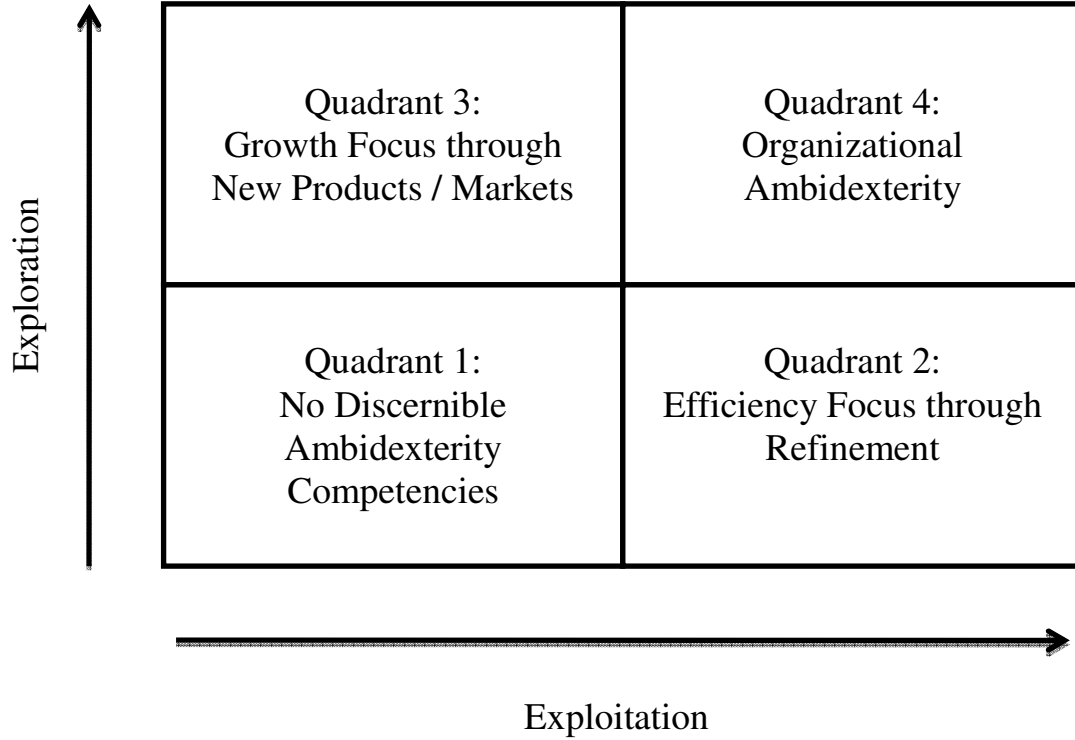 Exploration
Quadrant 3:
Growth Focus through
New Products / Markets
Quadrant 4:
Organizational
Ambidexterity
Quadrant 1:
No Discernible
Ambidexterity
Competencies
Quadrant 2:
Efficiency Focus through
Refinement
Exploitation